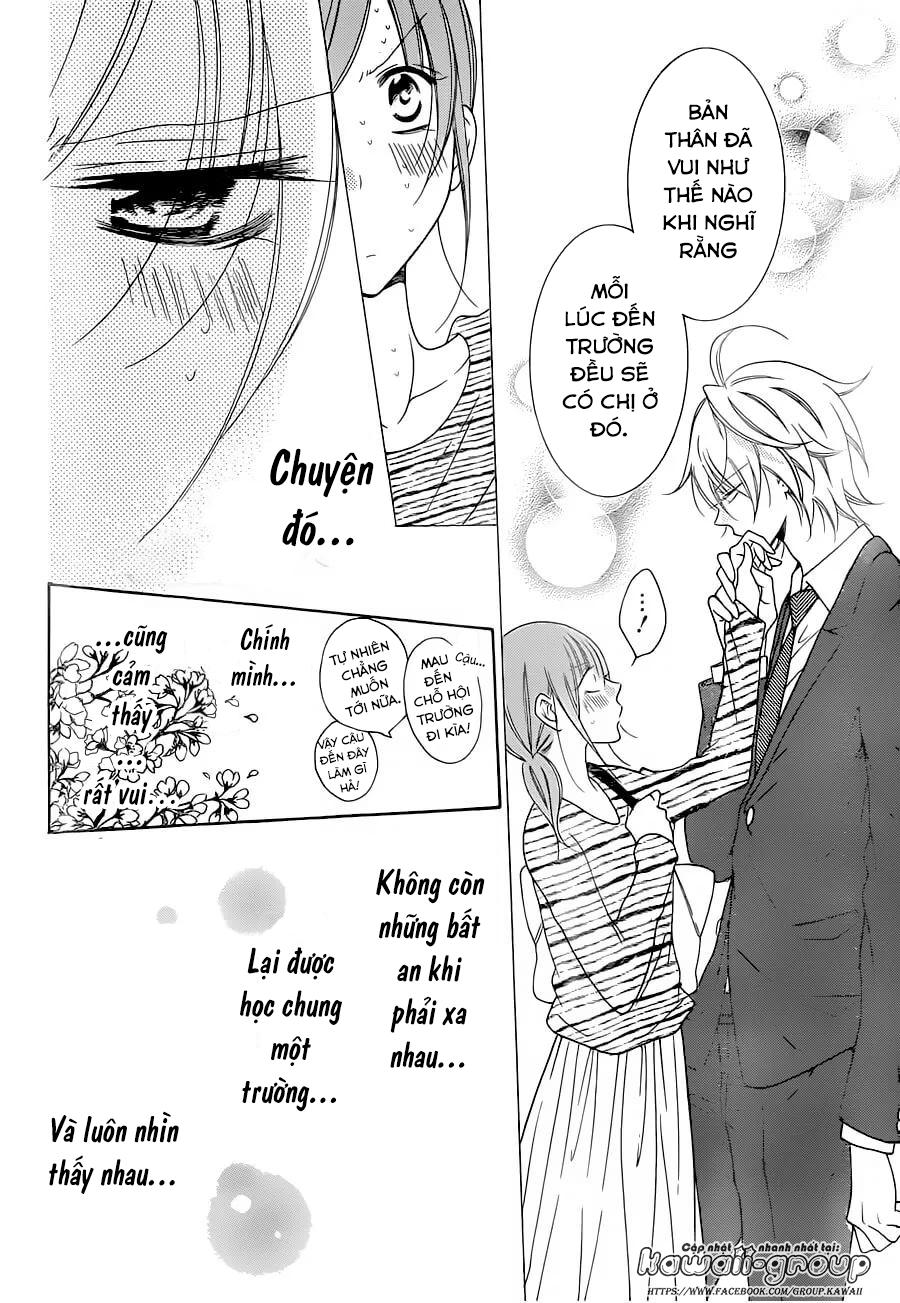 BẢN
THÂN ĐÃ
VUI NHƯ
THẾ NÀO
KHI NGHĨ
RẰNG
MỖI
LÚC ĐẾN
TRƯỜNG
ĐỀU SẼ
CÓ CHỊ Ở
ĐÓ.
...!
Chuyện
đó...
Cậu...
MAU
ĐẾN
CHỖ HỘI
TRƯỜNG
ĐI KÌA!
TỰ NHIÊN
CHẲNG
MUỐN
TỚI NỮA.
VẬY CẬU
ĐẾN ĐÂY
LÀM GÌ
HẢ!
Chính
mình...
...cũng
cảm
thấy
...
rất vui...
Không còn
những bất
an khi
phải xa
nhau...
Lại được
học chung
một
trường...
Và luôn nhìn
thấy nhau...
Cập nhật nhanh nhất tại:
kawaii-group
HTTPS://WWW.FACEBOOK.COM/GROUP.KAWAII